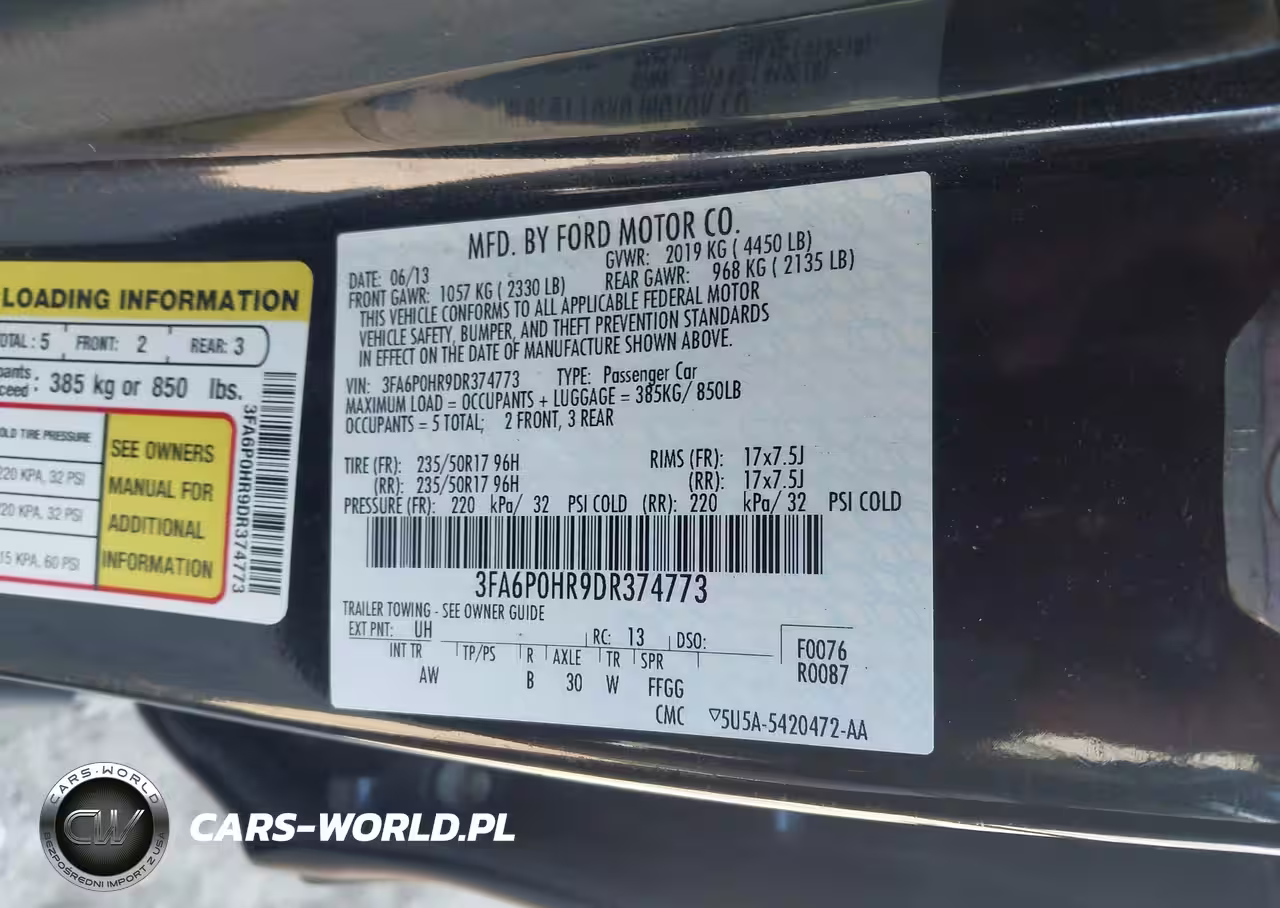 LOADING INFORMATION
OTAL : 5 FRONT: 2 REAR: 3
pants
ceed : 385 kg or 850 lbs.
OLD TIRE PRESSURE
220 KPA, 32 PSI
220 KPA, 32 PSI
15 KPA, 60 PSI
SEE OWNERS
MANUAL FOR
ADDITIONAL
INFORMATION
3FA6P0HR9DR374773
MFD. BY FORD MOTOR CO.
DATE: 06/13 GVWR: 2019 KG ( 4450 LB)
FRONT GAWR: 1057 KG ( 2330 LB) REAR GAWR: 968 KG ( 2135 LB)
THIS VEHICLE CONFORMS TO ALL APPLICABLE FEDERAL MOTOR
VEHICLE SAFETY, BUMPER, AND THEFT PREVENTION STANDARDS
IN EFFECT ON THE DATE OF MANUFACTURE SHOWN ABOVE.
VIN: 3FA6P0HR9DR374773 TYPE: Passenger Car
MAXIMUM LOAD = OCCUPANTS + LUGGAGE = 385KG/ 850LB
OCCUPANTS = 5 TOTAL; 2 FRONT, 3 REAR
TIRE (FR): 235/50R17 96H RIMS (FR): 17x7.5J
(RR): 235/50R17 96H (RR): 17x7.5J
PRESSURE (FR): 220 kPa/ 32 PSI COLD (RR): 220 kPa/ 32 PSI COLD
3FA6P0HR9DR374773
TRAILER TOWING - SEE OWNER GUIDE
EXT PNT: UH RC: 13 DSO:
INT TR TP/PS R AXLE TR SPR
AW B 30 W FFGG
F0076
R0087
CMC ▽5U5A-5420472-AA
CARS-WORLD
CW
BEZPOŚREDNI IMPORT Z USA
CARS-WORLD.PL